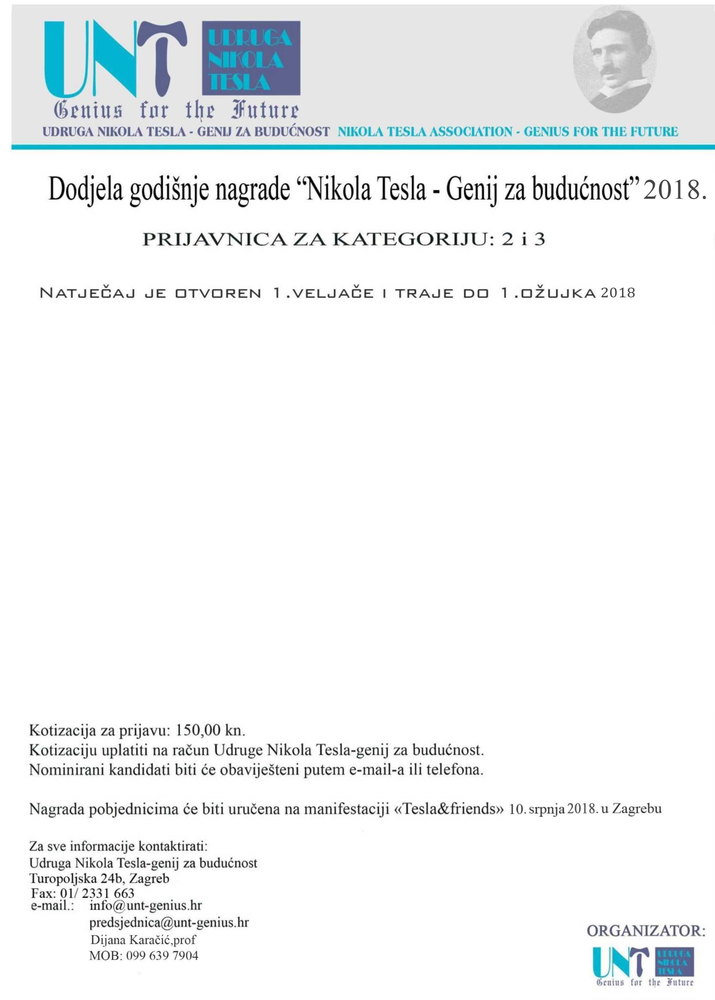 UNT
UDRUGA
NIKOLA
TESLA
Genius for the Future
UDRUGA NIKOLA TESLA - GENIJ ZA BUDUĆNOST NIKOLA TESLA ASSOCIATION - GENIUS FOR THE FUTURE
Dodjela godišnje nagrade “Nikola Tesla - Genij za budućnost” 2018.
PRIJAVNICA ZA KATEGORIJU: 2 i 3
NATJEČAJ JE OTVOREN 1.VELJAČE I TRAJE DO 1.OŽUJKA 2018
Kotizacija za prijavu: 150,00 kn.
Kotizaciju uplatiti na račun Udruge Nikola Tesla-genij za budućnost.
Nominirani kandidati biti će obaviješteni putem e-mail-a ili telefona.
Nagrada pobjednicima će biti uručena na manifestaciji «Tesla&friends» 10. srpnja 2018. u Zagrebu
Za sve informacije kontaktirati:
Udruga Nikola Tesla-genij za budućnost
Turopoljska 24b, Zagreb
Fax: 01/ 2331 663
e-mail.: info@unt-genius.hr
predsjednica@unt-genius.hr
Dijana Karačić,prof
MOB: 099 639 7904
ORGANIZATOR:
UNT
UDRUGA
NIKOLA
TESLA
Genius for the Future